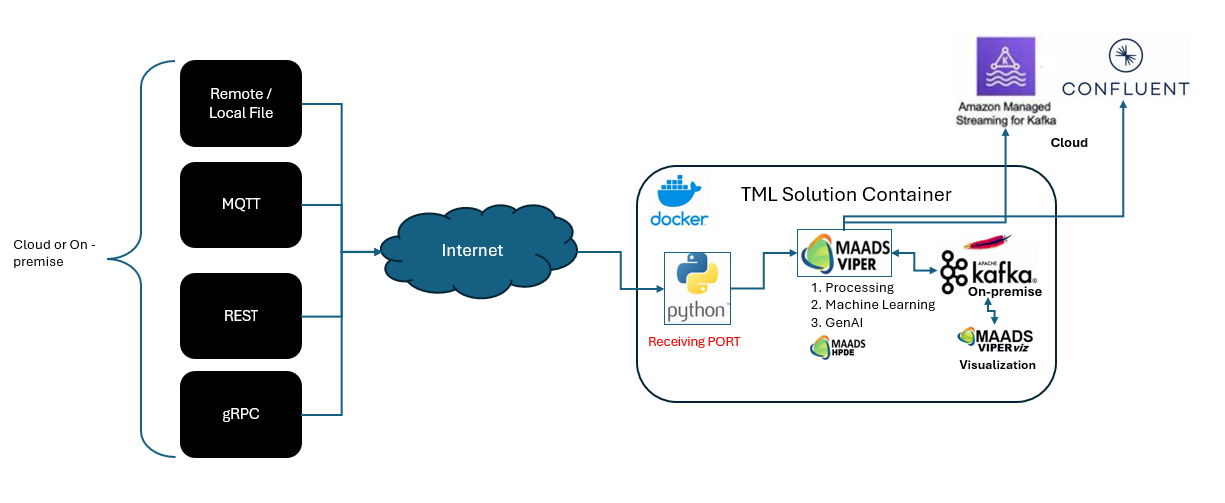 Cloud or On -
premise
Remote /
Local File
MQTT
REST
gRPC
Internet
docker
TML Solution Container
python
Receiving PORT
MAADS
VIPER
1. Processing
2. Machine Learning
3. GenAI
MAADS
HPDE
APACHE
kafka®
On-premise
MAADS
VIPERviz
Visualization
K
Amazon Managed
Streaming for Kafka
CONFLUENT
Cloud